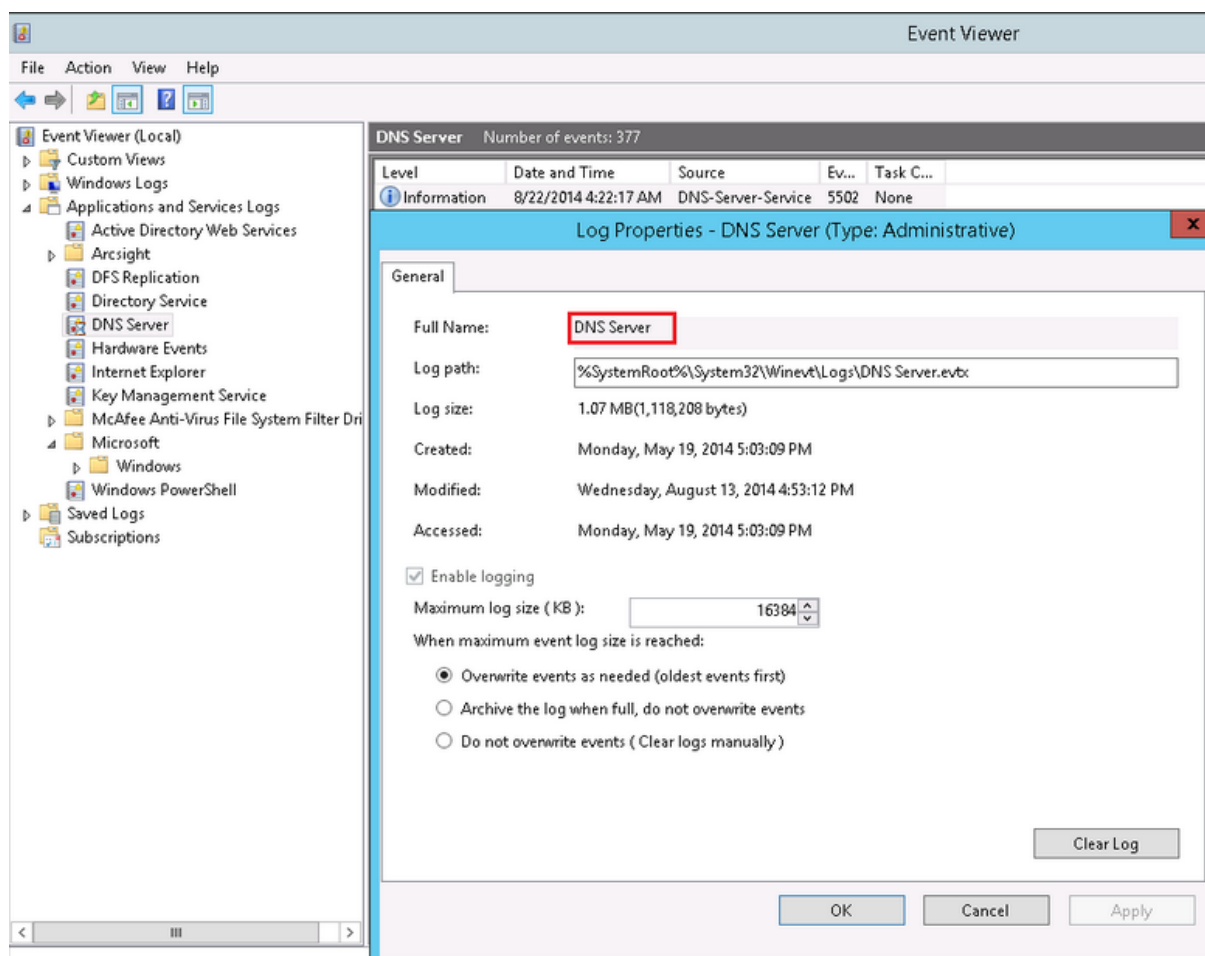 Event Viewer
File Action View Help
Event Viewer (Local)
Custom Views
Windows Logs
Applications and Services Logs
Active Directory Web Services
Arcsight
DFS Replication
Directory Service
DNS Server
Hardware Events
Internet Explorer
Key Management Service
McAfee Anti-Virus File System Filter Dri
Microsoft
Windows
Windows PowerShell
Saved Logs
Subscriptions
DNS Server Number of events: 377
Level Date and Time Source Ev... Task C...
Information 8/22/2014 4:22:17 AM DNS-Server-Service 5502 None
Log Properties - DNS Server (Type: Administrative)
General
Full Name: DNS Server
Log path: %SystemRoot%\System32\Winevt\Logs\DNS Server.evtx
Log size: 1.07 MB(1,118,208 bytes)
Created: Monday, May 19, 2014 5:03:09 PM
Modified: Wednesday, August 13, 2014 4:53:12 PM
Accessed: Monday, May 19, 2014 5:03:09 PM
Enable logging
Maximum log size ( KB ): 16384
When maximum event log size is reached:
Overwrite events as needed (oldest events first)
Archive the log when full, do not overwrite events
Do not overwrite events ( Clear logs manually )
Clear Log
OK Cancel Apply